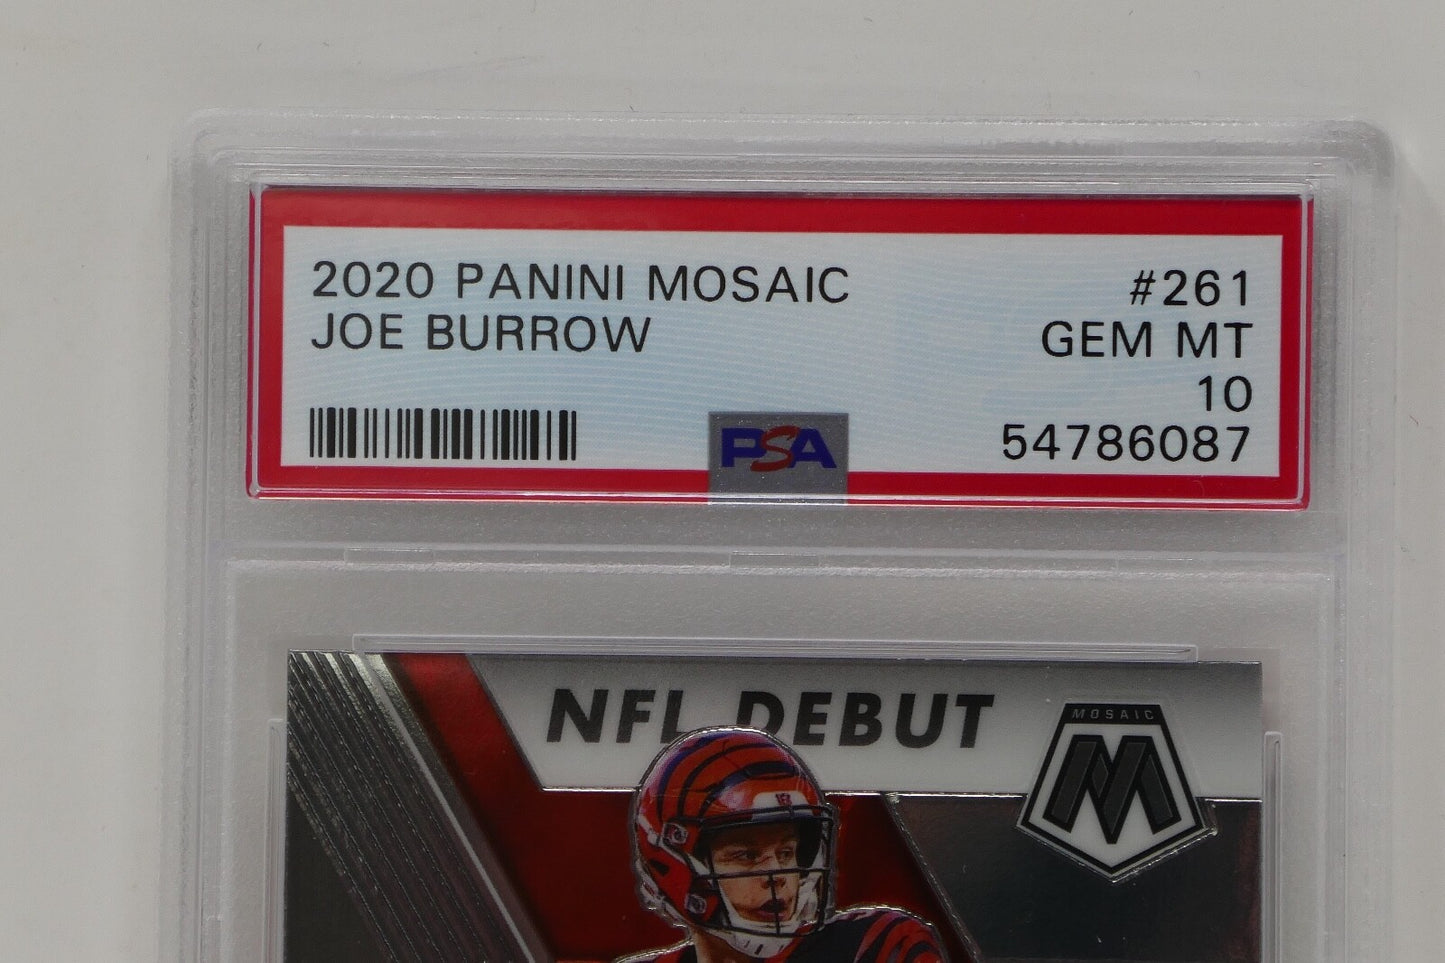 2020 PANINI MOSAIC #261
JOE BURROW GEM MT
10
PSA 54786087
NFL DEBUT
MOSAIC
M